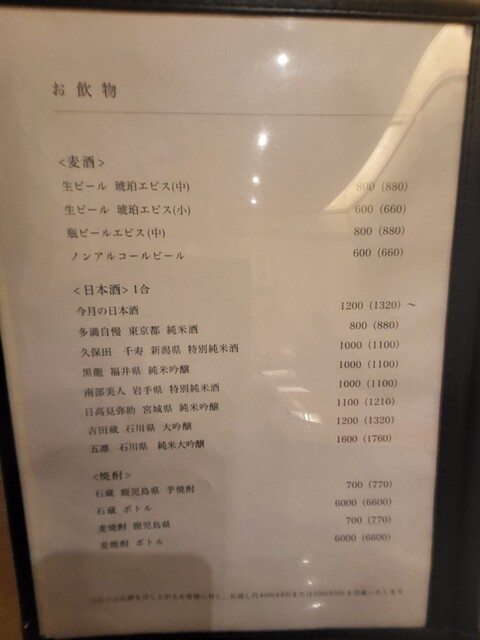 お飲物
<麦酒>
生ビール 琥珀エビス(中) 800 (880)
生ビール 琥珀エビス(小) 600 (660)
瓶ビールエビス(中) 800 (880)
ノンアルコールビール 600 (660)
<日本酒> 1合
今月の日本酒 1200 (1320) ～
多満自慢 東京都 純米酒 800 (880)
久保田 千寿 新潟県 特別純米酒 1000 (1100)
黒龍 福井県 純米吟醸 1000 (1100)
南部美人 岩手県 特別純米酒 1000 (1100)
日高見弥助 宮城県 純米吟醸 1100 (1210)
吉田蔵 石川県 大吟醸 1200 (1320)
五凛 石川県 純米大吟醸 1600 (1760)
<焼酎>
石蔵 鹿児島県 芋焼酎 700 (770)
石蔵 ボトル 6000 (6600)
麦焼酎 鹿児島県 700 (770)
麦焼酎 ボトル 6000 (6600)